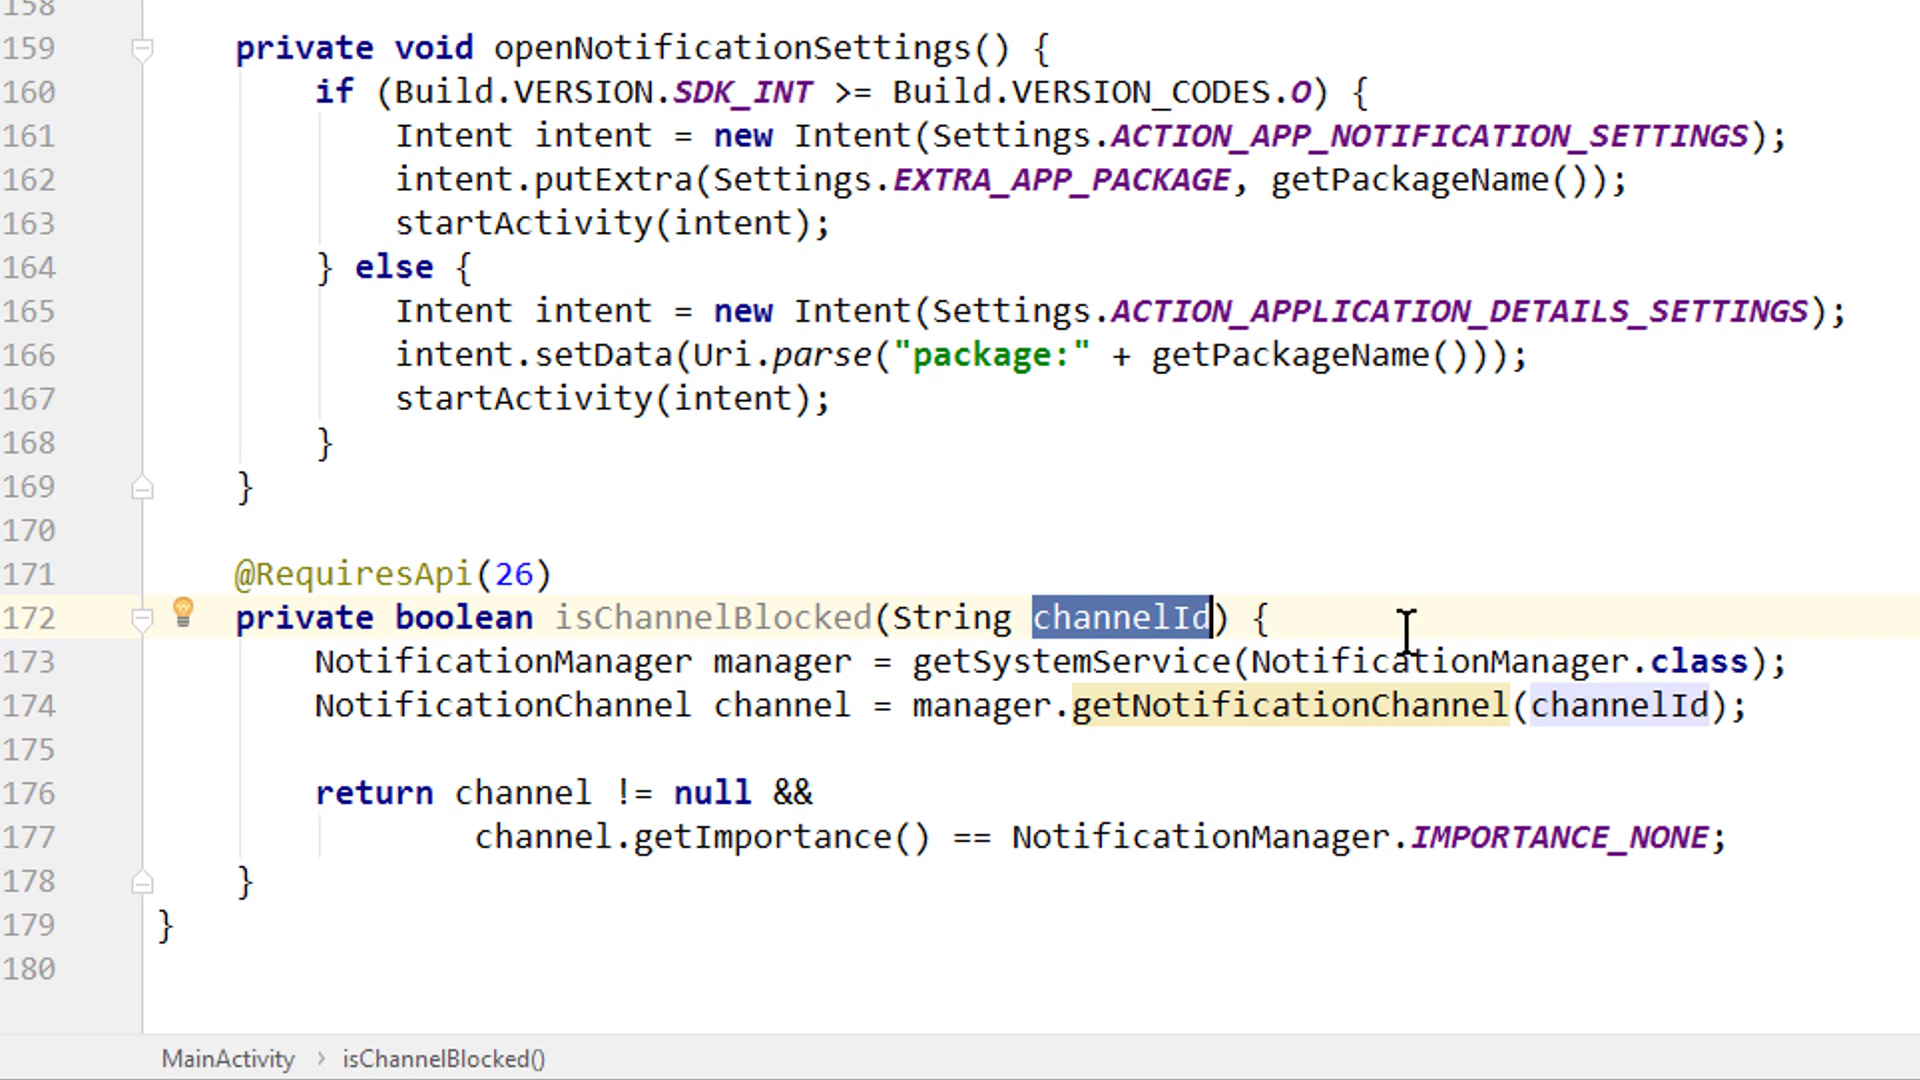 158
159 private void openNotificationSettings() {
160 if (Build.VERSION.SDK_INT >= Build.VERSION_CODES.O) {
161 Intent intent = new Intent(Settings.ACTION_APP_NOTIFICATION_SETTINGS);
162 intent.putExtra(Settings.EXTRA_APP_PACKAGE, getPackageName());
163 startActivity(intent);
164 } else {
165 Intent intent = new Intent(Settings.ACTION_APPLICATION_DETAILS_SETTINGS);
166 intent.setData(Uri.parse("package:" + getPackageName()));
167 startActivity(intent);
168 }
169 }
170
171 @RequiresApi(26)
172 private boolean isChannelBlocked(String channelId) {
173 NotificationManager manager = getSystemService(NotificationManager.class);
174 NotificationChannel channel = manager.getNotificationChannel(channelId);
175
176 return channel != null &&
177 channel.getImportance() == NotificationManager.IMPORTANCE_NONE;
178 }
179 }
180
MainActivity › isChannelBlocked()